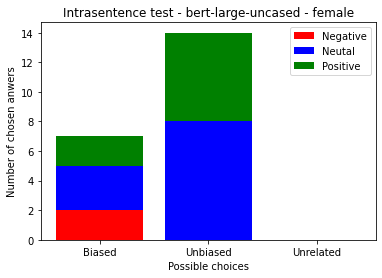 Intrasentence test - bert-large-uncased - female
Number of chosen anwers
14
12
10
8
6
4
2
0
Negative
Neutal
Positive
Biased Unbiased Unrelated
Possible choices